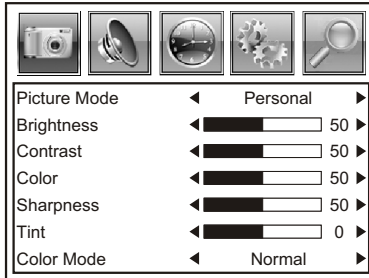 Picture Mode Personal
Brightness 50
Contrast 50
Color 50
Sharpness 50
Tint 0
Color Mode Normal